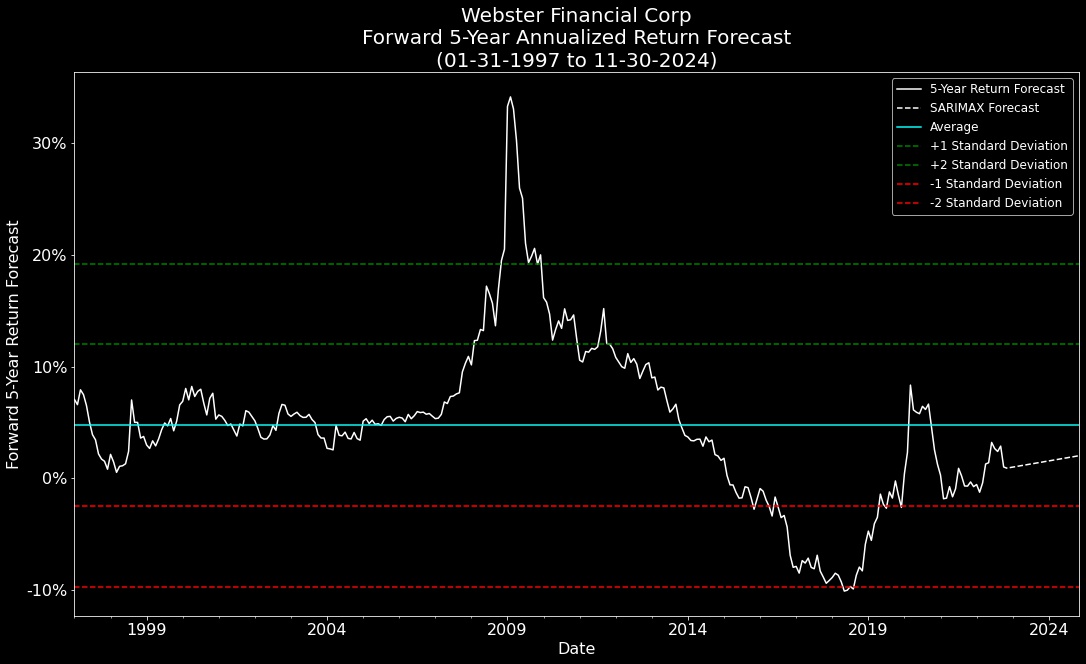 Webster Financial Corp
Forward 5-Year Annualized Return Forecast
(01-31-1997 to 11-30-2024)
5-Year Return Forecast
SARIMAX Forecast
Average
+1 Standard Deviation
+2 Standard Deviation
-1 Standard Deviation
-2 Standard Deviation
Forward 5-Year Return Forecast
30%
20%
10%
0%
-10%
1999
2004
2009
2014
2019
2024
Date